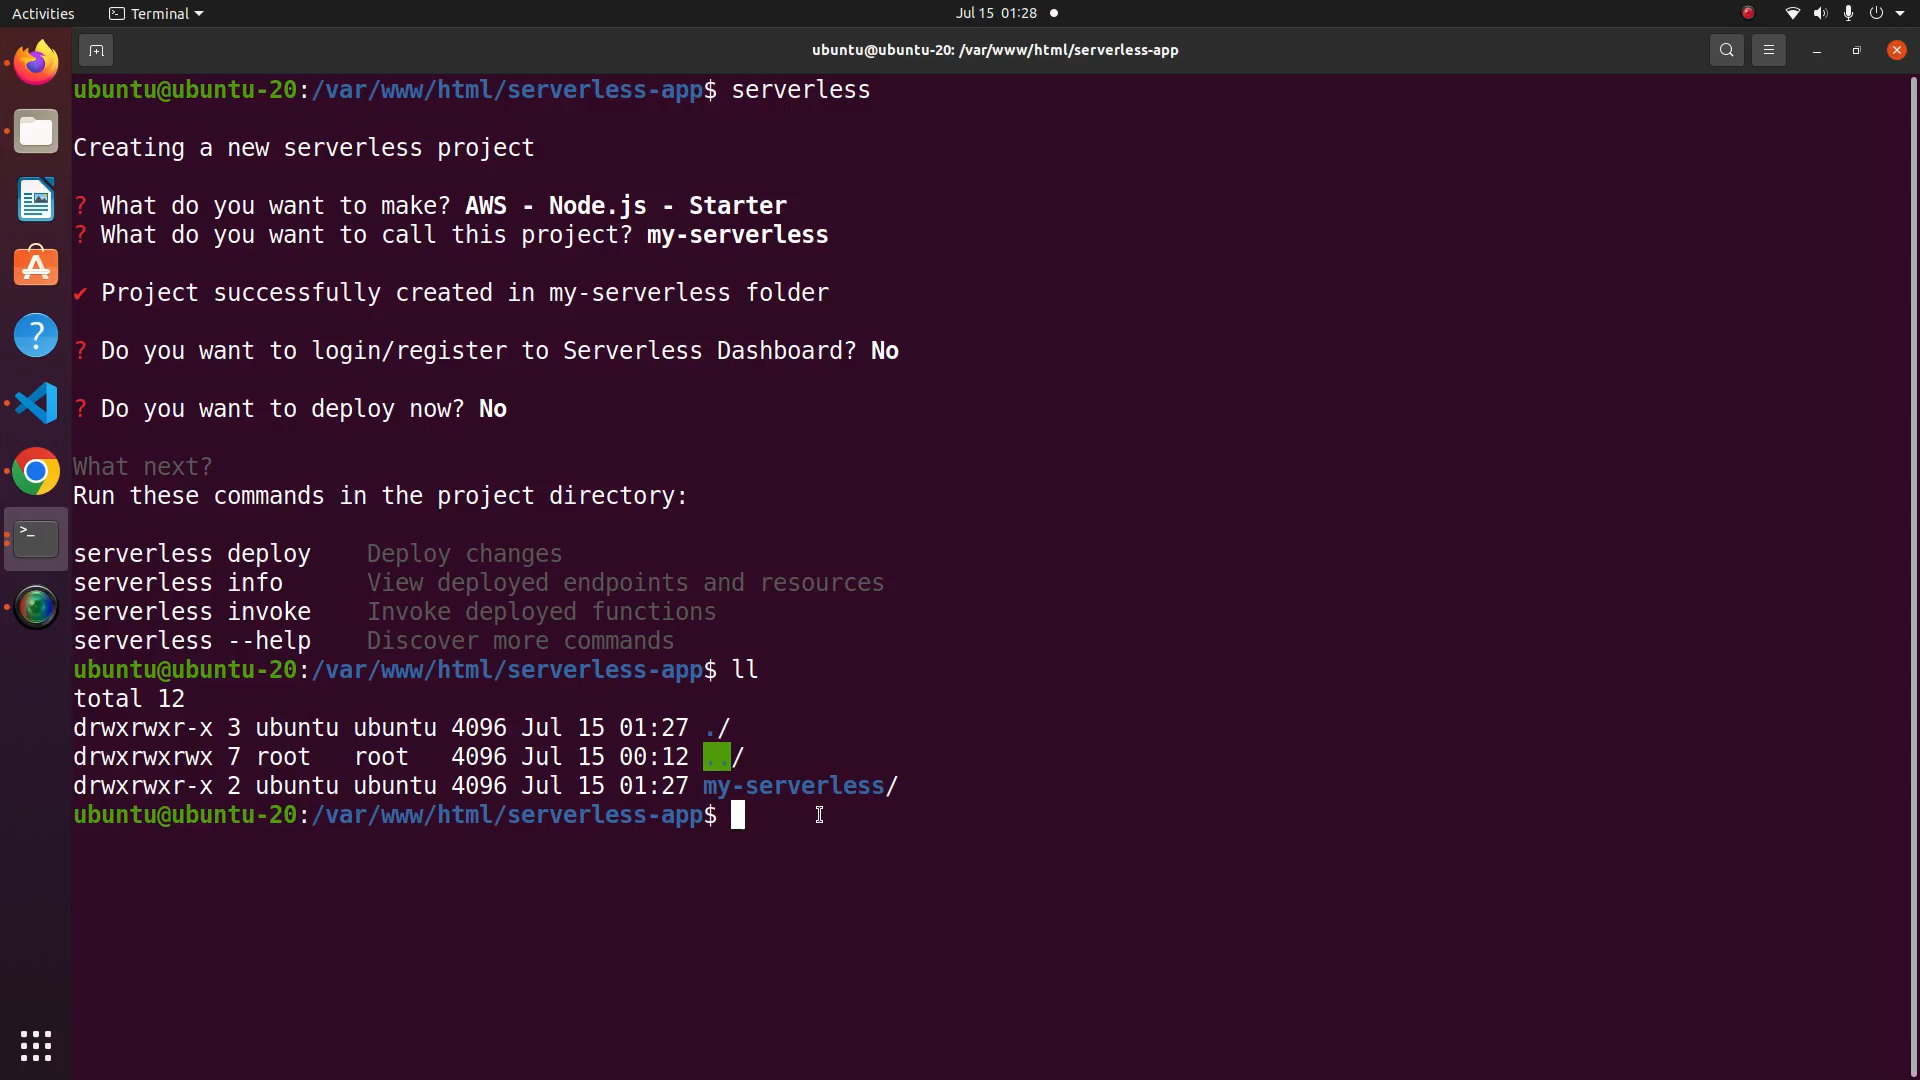 Activities
Terminal
Jul 15 01:28
ubuntu@ubuntu-20: /var/www/html/serverless-app
ubuntu@ubuntu-20:/var/www/html/serverless-app$ serverless
Creating a new serverless project
? What do you want to make? AWS - Node.js - Starter
? What do you want to call this project? my-serverless
✔ Project successfully created in my-serverless folder
? Do you want to login/register to Serverless Dashboard? No
? Do you want to deploy now? No
What next?
Run these commands in the project directory:
serverless deploy    Deploy changes
serverless info      View deployed endpoints and resources
serverless invoke    Invoke deployed functions
serverless --help    Discover more commands
ubuntu@ubuntu-20:/var/www/html/serverless-app$ ll
total 12
drwxrwxr-x 3 ubuntu ubuntu 4096 Jul 15 01:27 ./
drwxrwxrwx 7 root   root   4096 Jul 15 00:12 ../
drwxrwxr-x 2 ubuntu ubuntu 4096 Jul 15 01:27 my-serverless/
ubuntu@ubuntu-20:/var/www/html/serverless-app$